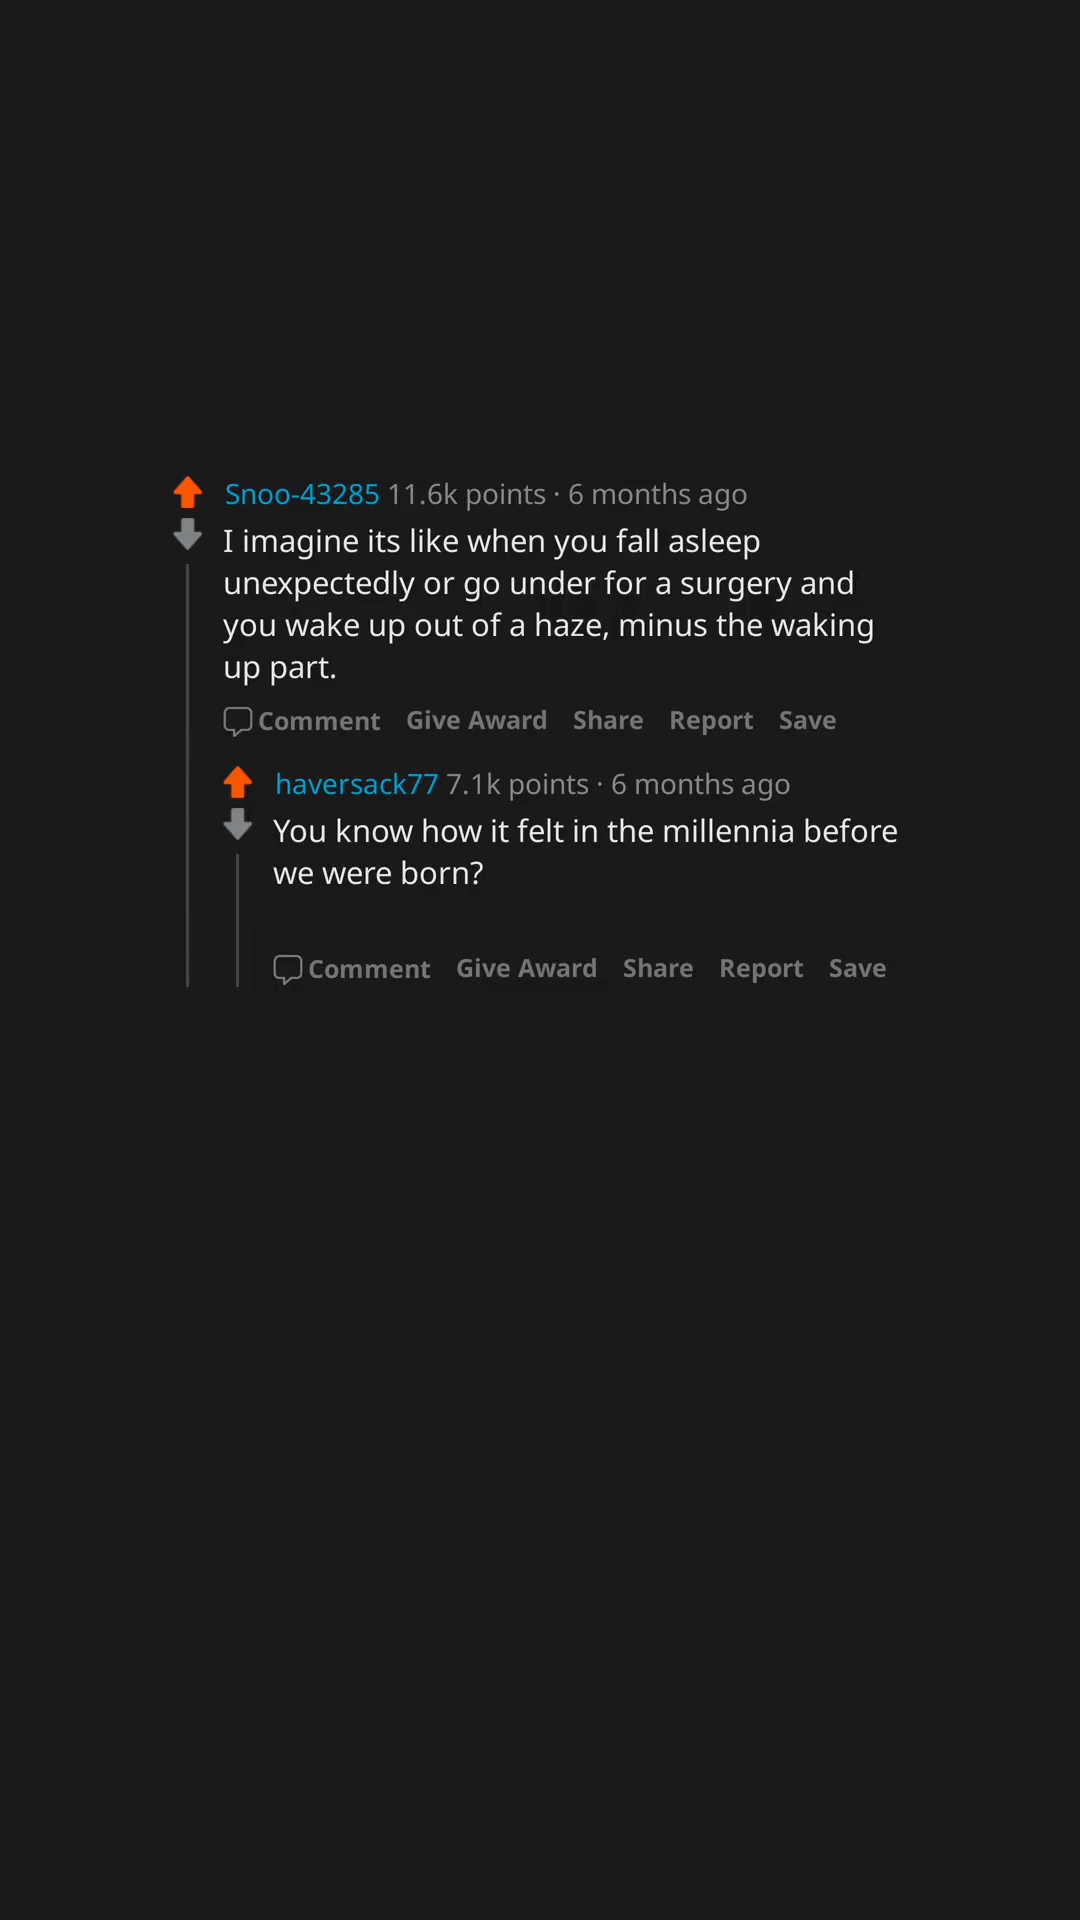 Snoo-43285 11.6k points · 6 months ago
I imagine its like when you fall asleep
unexpectedly or go under for a surgery and
you wake up out of a haze, minus the waking
up part.
Comment Give Award Share Report Save
haversack77 7.1k points · 6 months ago
You know how it felt in the millennia before
we were born?
Comment Give Award Share Report Save